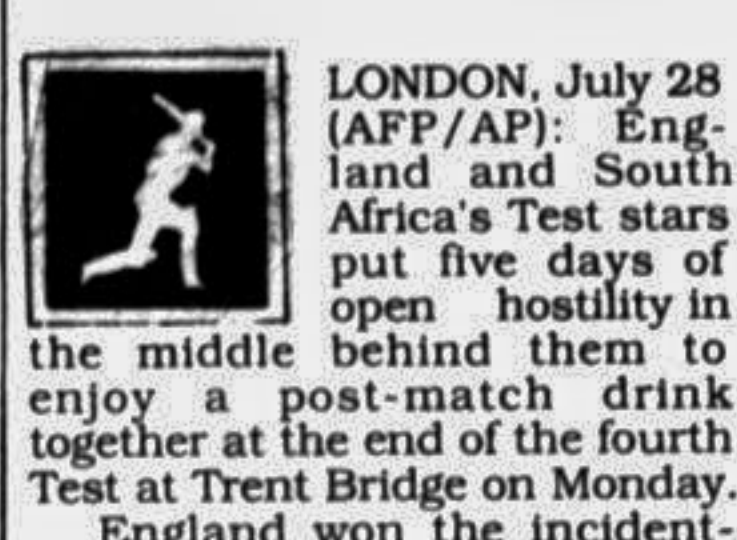 LONDON, July 28
(AFP/AP): Eng-
land and South
Africa's Test stars
put five days of
open hostility in
the middle behind them to
enjoy a post-match drink
together at the end of the fourth
Test at Trent Bridge on Monday.
England won the incident-